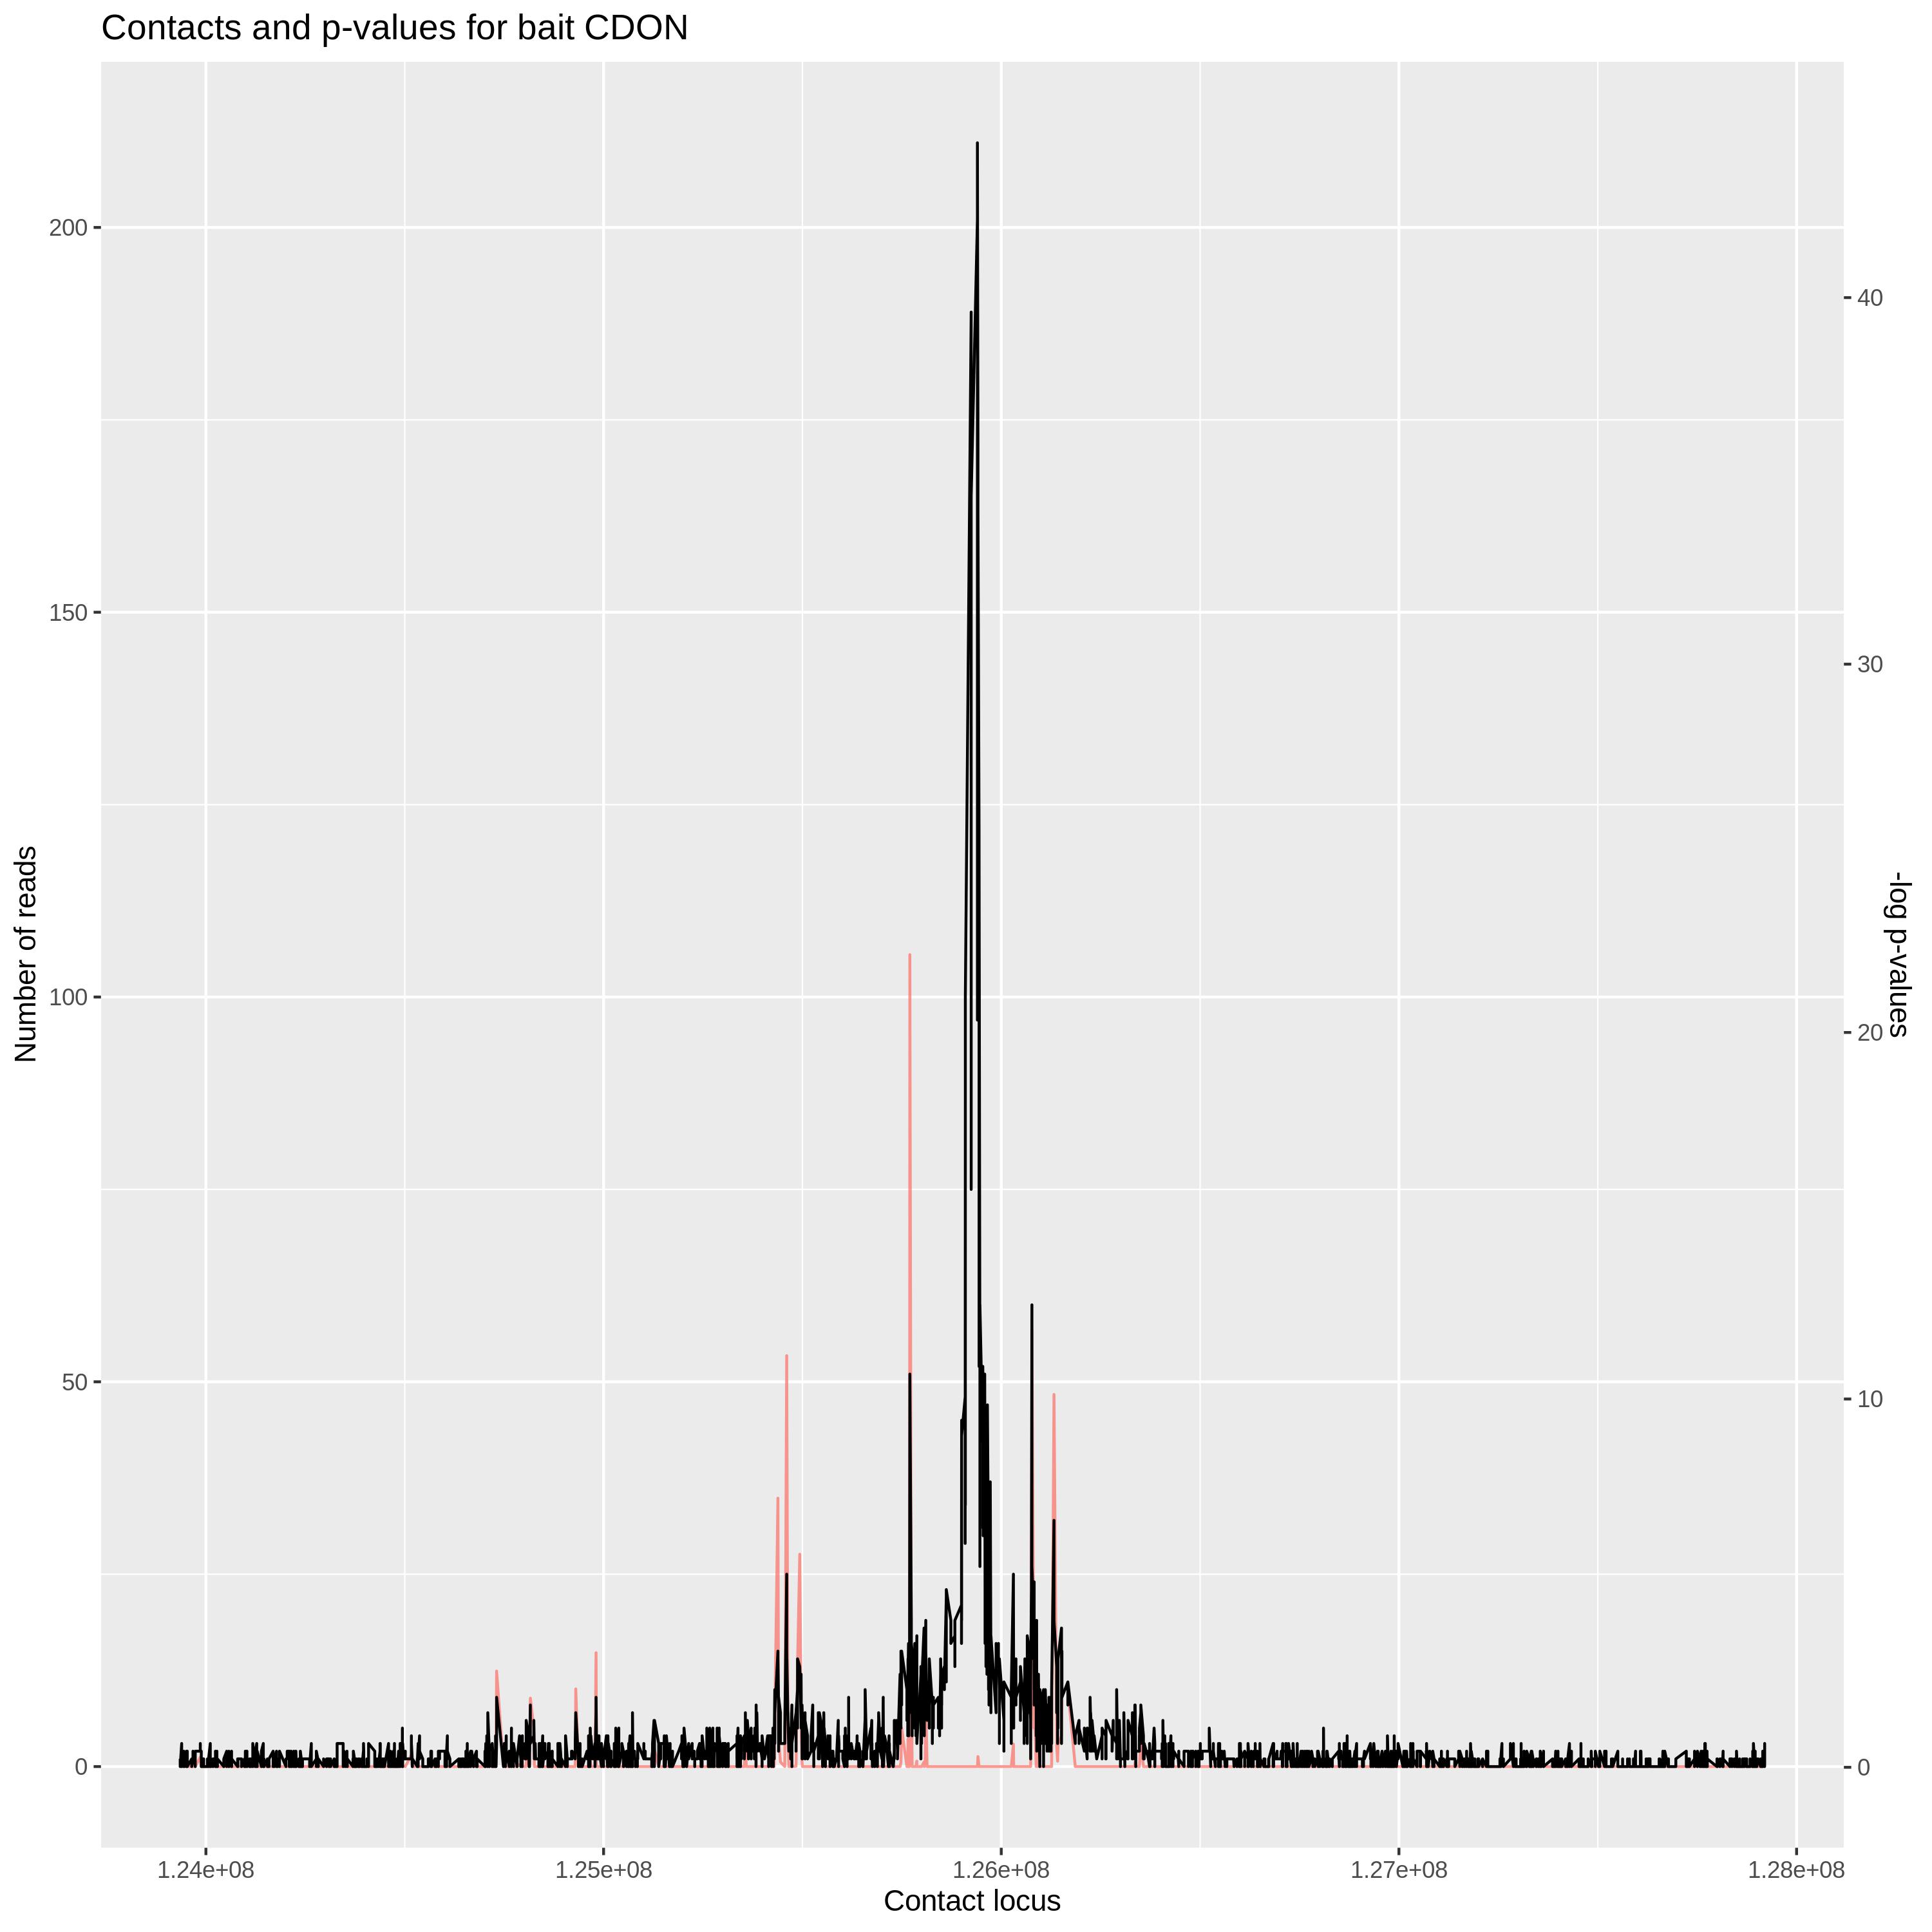 Contacts and p-values for bait CDON
200
150
100
50
0
Number of reads
40
30
20
10
0
-log p-values
1.24e+08
1.25e+08
1.26e+08
1.27e+08
1.28e+08
Contact locus